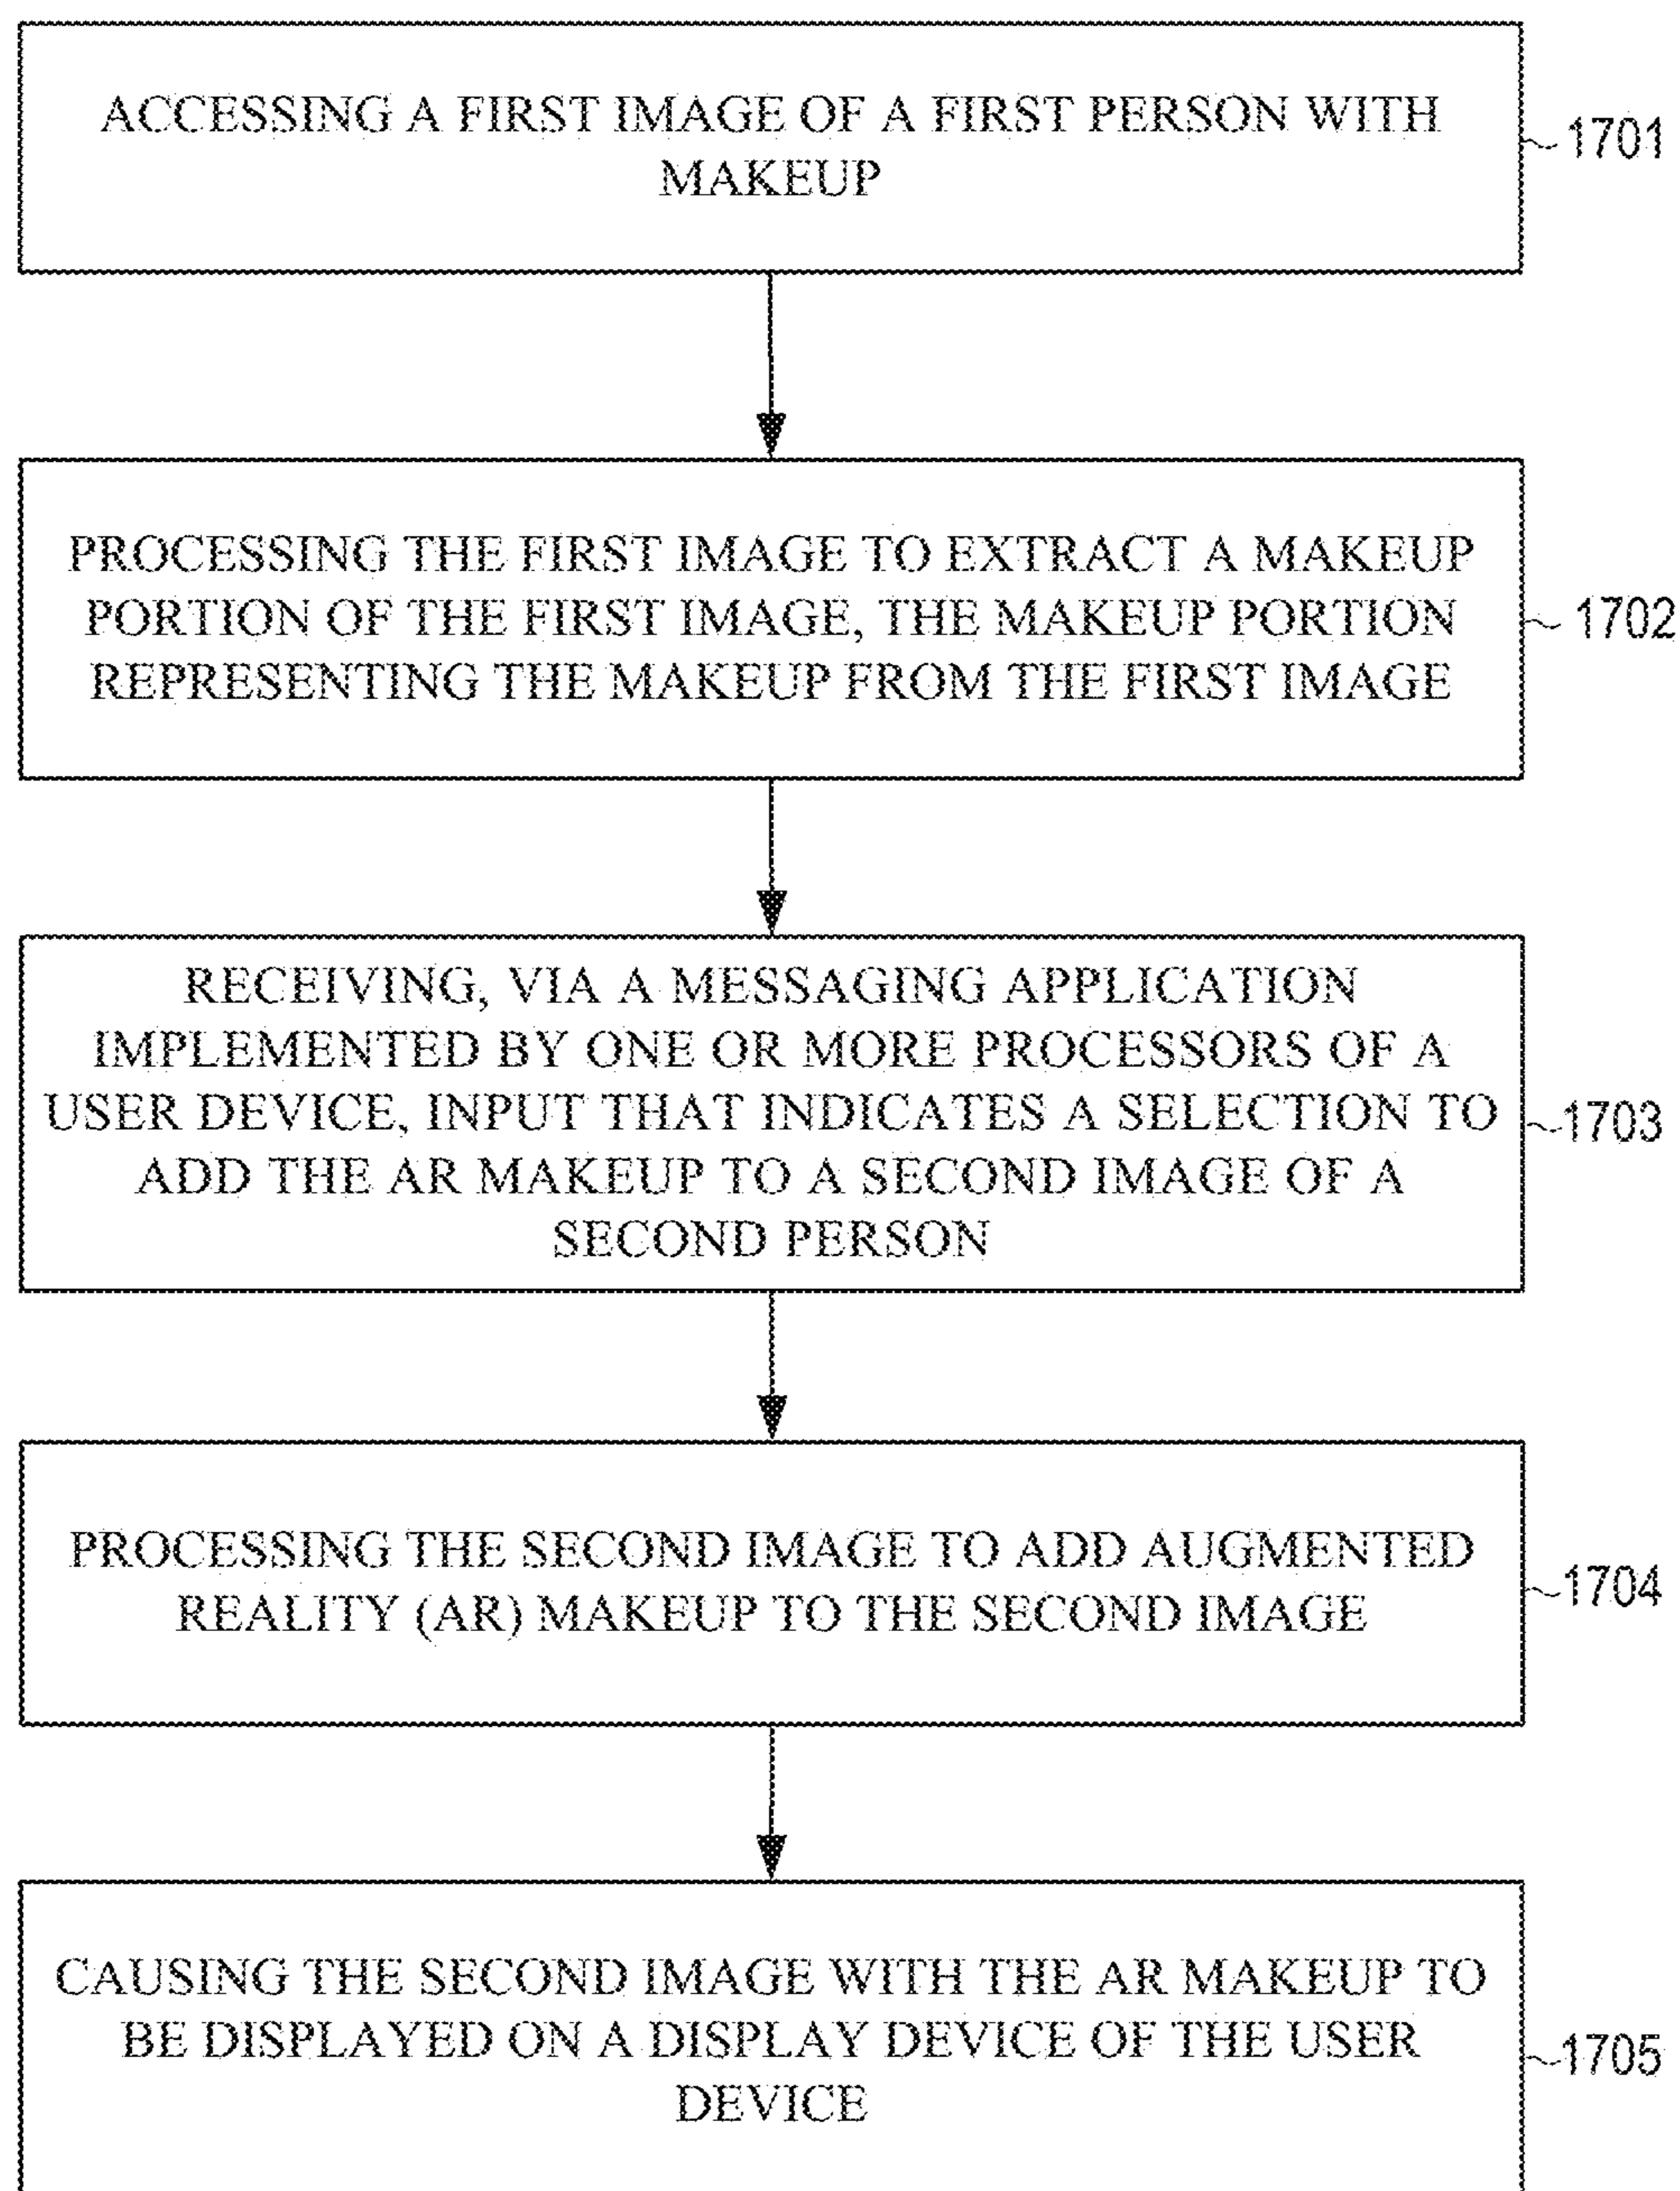 ACCESSING A FIRST IMAGE OF A FIRST PERSON WITH
MAKEUP
1701
PROCESSING THE FIRST IMAGE TO EXTRACT A MAKEUP
PORTION OF THE FIRST IMAGE, THE MAKEUP PORTION
REPRESENTING THE MAKEUP FROM THE FIRST IMAGE
1702
RECEIVING, VIA A MESSAGING APPLICATION
IMPLEMENTED BY ONE OR MORE PROCESSORS OF A
USER DEVICE, INPUT THAT INDICATES A SELECTION TO
ADD THE AR MAKEUP TO A SECOND IMAGE OF A
SECOND PERSON
1703
PROCESSING THE SECOND IMAGE TO ADD AUGMENTED
REALITY (AR) MAKEUP TO THE SECOND IMAGE
1704
CAUSING THE SECOND IMAGE WITH THE AR MAKEUP TO
BE DISPLAYED ON A DISPLAY DEVICE OF THE USER
DEVICE
1705